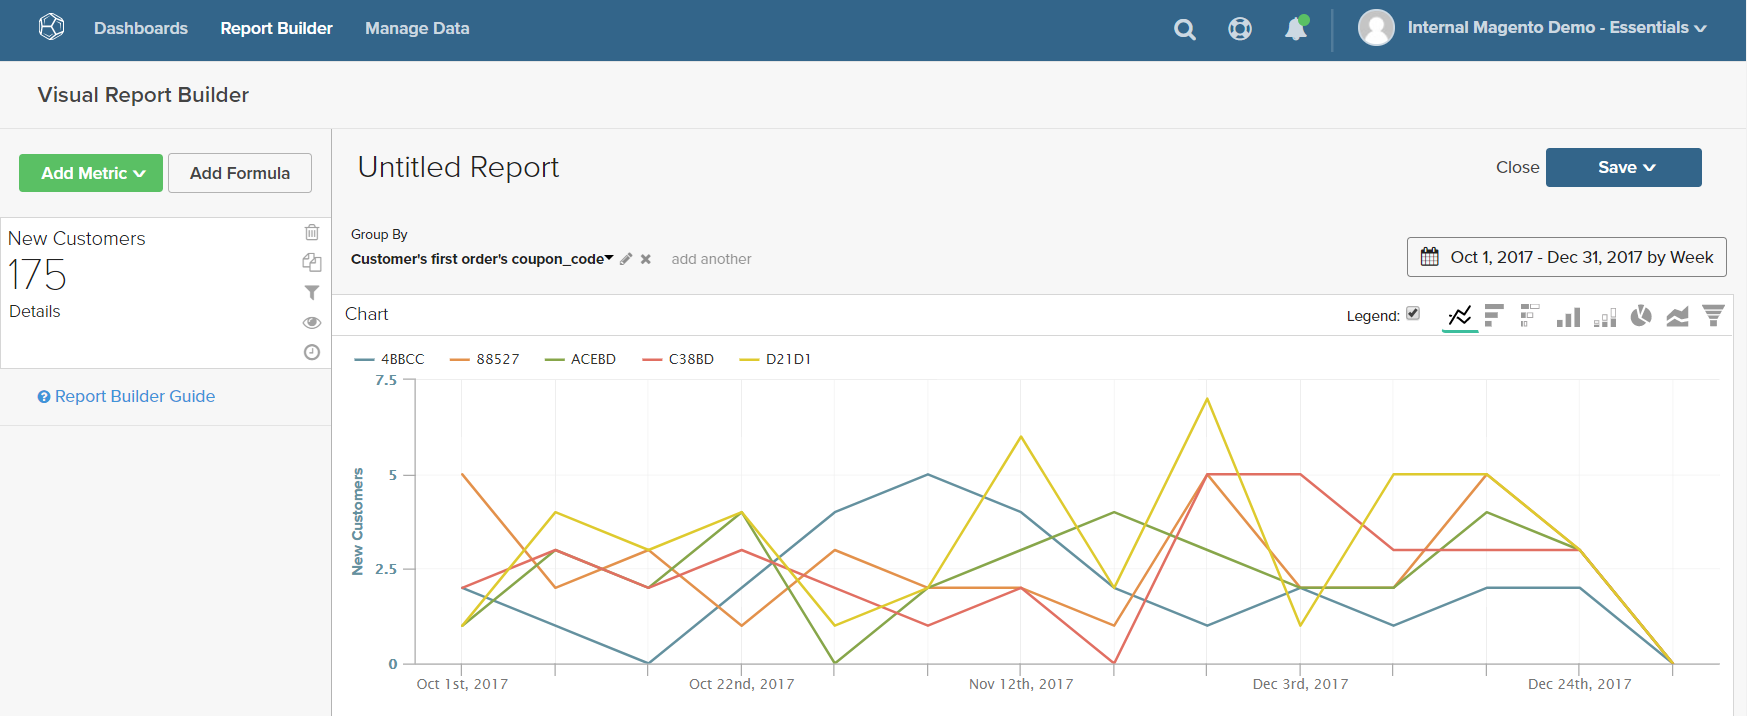 Dashboards Report Builder Manage Data Internal Magento Demo - Essentials
Visual Report Builder
Add Metric Add Formula
New Customers
175
Details
? Report Builder Guide
Untitled Report
Close Save
Group By
Customer's first order's coupon_code add another
Oct 1, 2017 - Dec 31, 2017 by Week
Chart
Legend:
4BBCC 88527 ACEBD C38BD D21D1
New Customers
7.5
5
2.5
0
Oct 1st, 2017 Oct 22nd, 2017 Nov 12th, 2017 Dec 3rd, 2017 Dec 24th, 2017